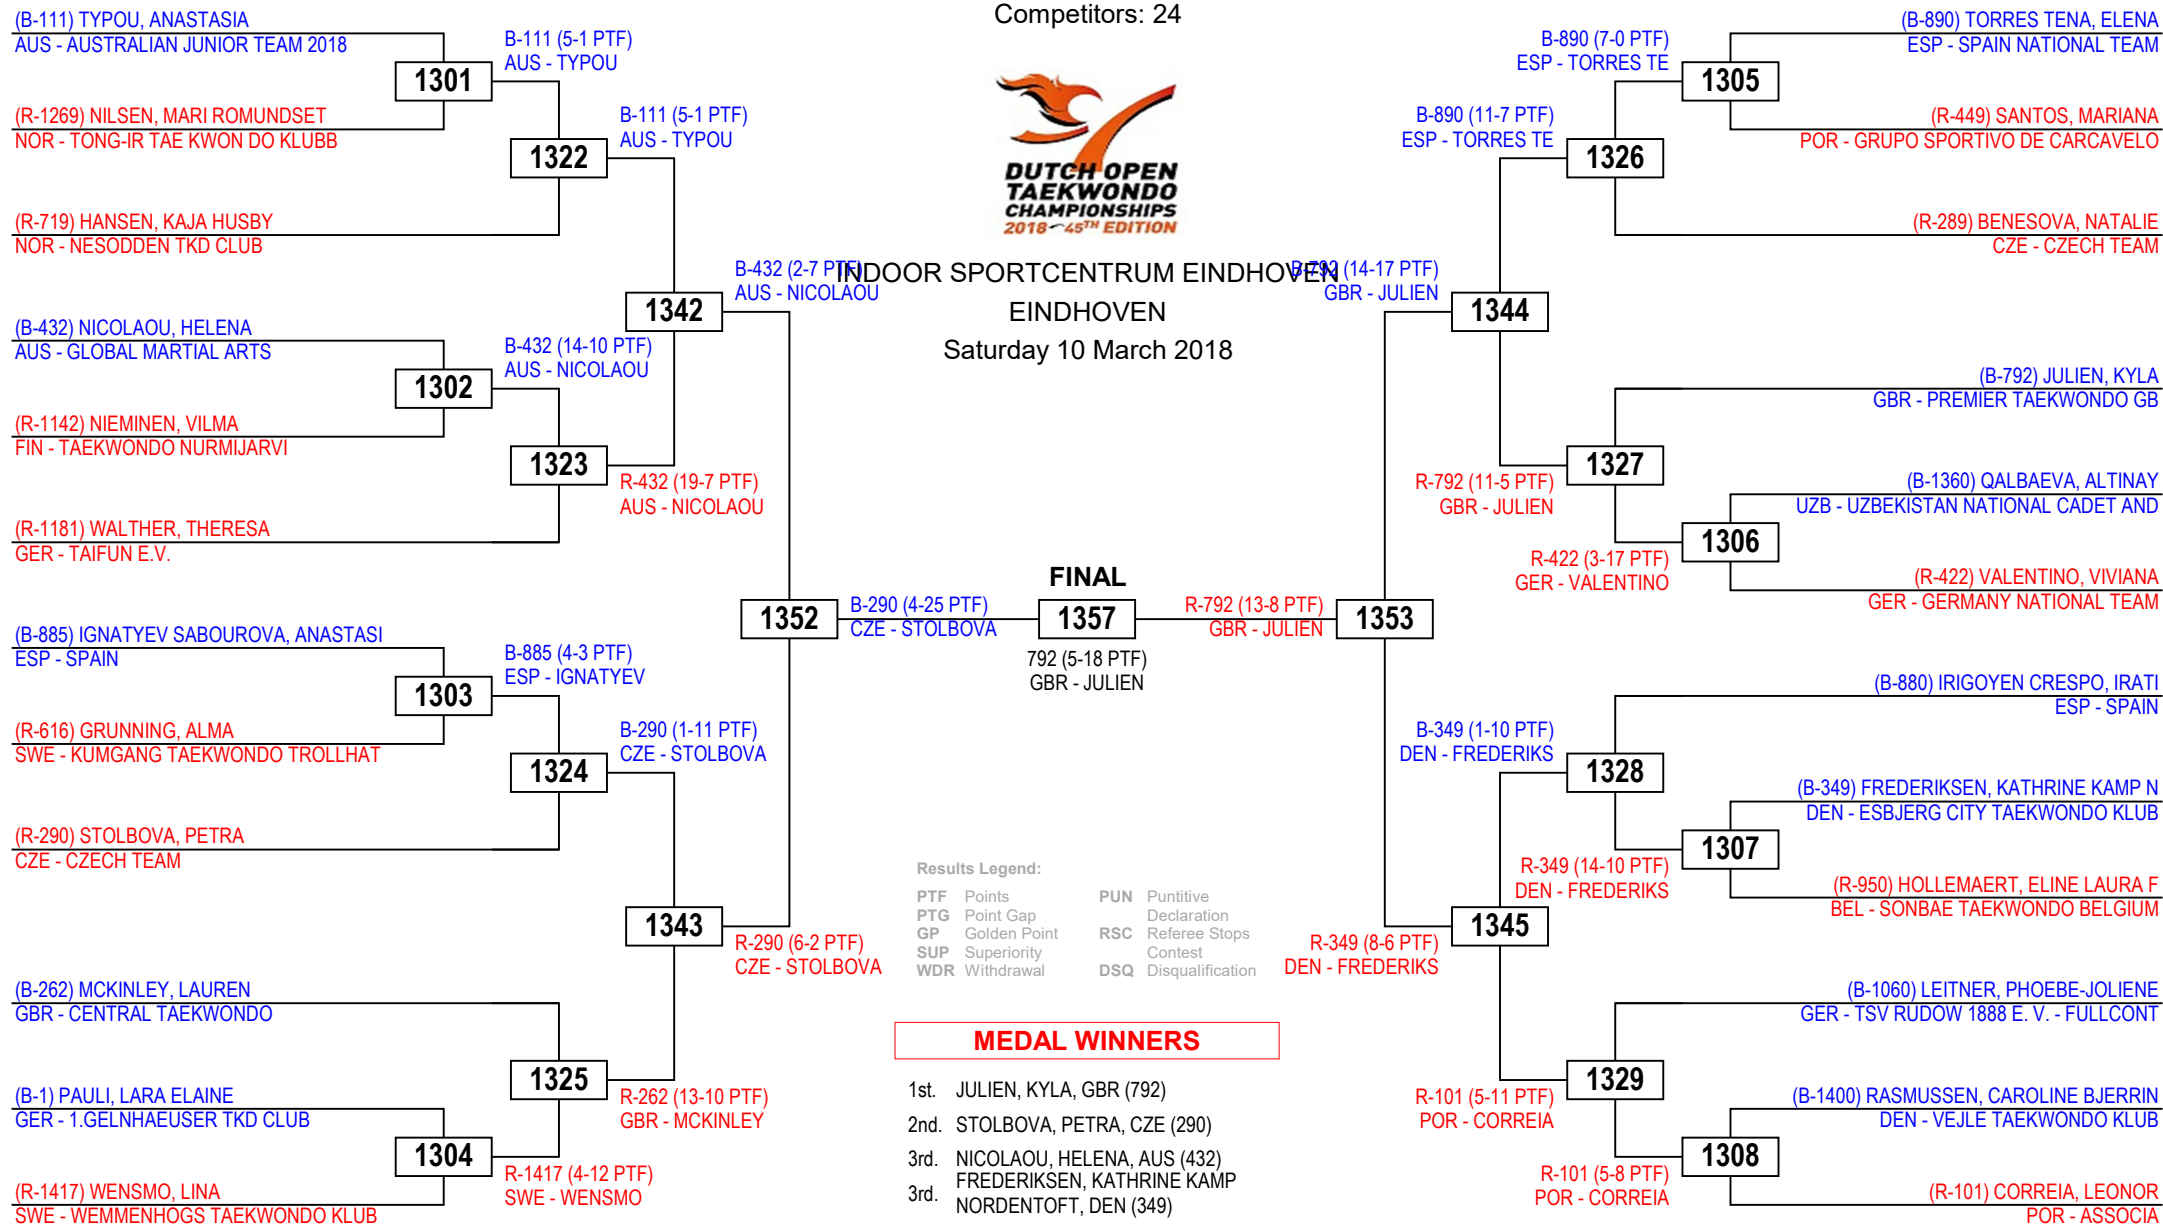 Competitors: 24
DUTCH OPEN
TAEKWONDO
CHAMPIONSHIPS
2018 45TH EDITION
INDOOR SPORTCENTRUM EINDHOVEN
EINDHOVEN
Saturday 10 March 2018
(B-111) TYPOU, ANASTASIA
AUS - AUSTRALIAN JUNIOR TEAM 2018
1301
(R-1269) NILSEN, MARI ROMUNDSET
NOR - TONG-IR TAE KWON DO KLUBB
B-111 (5-1 PTF)
AUS - TYPOU
1322
(R-719) HANSEN, KAJA HUSBY
NOR - NESODDEN TKD CLUB
B-111 (5-1 PTF)
AUS - TYPOU
1342
B-432 (2-7 PTF)
AUS - NICOLAOU
(B-432) NICOLAOU, HELENA
AUS - GLOBAL MARTIAL ARTS
1302
(R-1142) NIEMINEN, VILMA
FIN - TAEKWONDO NURMIJARVI
B-432 (14-10 PTF)
AUS - NICOLAOU
1323
(R-1181) WALTHER, THERESA
GER - TAIFUN E.V.
R-432 (19-7 PTF)
AUS - NICOLAOU
(B-885) IGNATYEV SABOUROVA, ANASTASI
ESP - SPAIN
1303
(R-616) GRUNNING, ALMA
SWE - KUMGANG TAEKWONDO TROLLHAT
B-885 (4-3 PTF)
ESP - IGNATYEV
1324
(R-290) STOLBOVA, PETRA
CZE - CZECH TEAM
B-290 (1-11 PTF)
CZE - STOLBOVA
1343
R-290 (6-2 PTF)
CZE - STOLBOVA
(B-262) MCKINLEY, LAUREN
GBR - CENTRAL TAEKWONDO
1325
R-262 (13-10 PTF)
GBR - MCKINLEY
(B-1) PAULI, LARA ELAINE
GER - 1.GELNHAEUSER TKD CLUB
1304
R-1417 (4-12 PTF)
SWE - WENSMO
(R-1417) WENSMO, LINA
SWE - WEMMENHOGS TAEKWONDO KLUB
1352
B-290 (4-25 PTF)
CZE - STOLBOVA
FINAL
1357
792 (5-18 PTF)
GBR - JULIEN
R-792 (13-8 PTF)
GBR - JULIEN
1353
(B-890) TORRES TENA, ELENA
ESP - SPAIN NATIONAL TEAM
B-890 (7-0 PTF)
ESP - TORRES TE
1305
(R-449) SANTOS, MARIANA
POR - GRUPO SPORTIVO DE CARCAVELO
B-890 (11-7 PTF)
ESP - TORRES TE
1326
(R-289) BENESOVA, NATALIE
CZE - CZECH TEAM
B-792 (14-17 PTF)
GBR - JULIEN
1344
(B-792) JULIEN, KYLA
GBR - PREMIER TAEKWONDO GB
1327
R-792 (11-5 PTF)
GBR - JULIEN
(B-1360) QALBAEVA, ALTINAY
UZB - UZBEKISTAN NATIONAL CADET AND
1306
R-422 (3-17 PTF)
GER - VALENTINO
(R-422) VALENTINO, VIVIANA
GER - GERMANY NATIONAL TEAM
(B-880) IRIGOYEN CRESPO, IRATI
ESP - SPAIN
B-349 (1-10 PTF)
DEN - FREDERIKS
1328
(B-349) FREDERIKSEN, KATHRINE KAMP N
DEN - ESBJERG CITY TAEKWONDO KLUB
1307
R-349 (14-10 PTF)
DEN - FREDERIKS
(R-950) HOLLEMAERT, ELINE LAURA F
BEL - SONBAE TAEKWONDO BELGIUM
1345
R-349 (8-6 PTF)
DEN - FREDERIKS
(B-1060) LEITNER, PHOEBE-JOLIENE
GER - TSV RUDOW 1888 E. V. - FULLCONT
1329
R-101 (5-11 PTF)
POR - CORREIA
(B-1400) RASMUSSEN, CAROLINE BJERRIN
DEN - VEJLE TAEKWONDO KLUB
1308
R-101 (5-8 PTF)
POR - CORREIA
(R-101) CORREIA, LEONOR
POR - ASSOCIA
Results Legend:
PTF Points
PTG Point Gap
GP Golden Point
SUP Superiority
WDR Withdrawal
PUN Puntitive
Declaration
RSC Referee Stops
Contest
DSQ Disqualification
MEDAL WINNERS
1st. JULIEN, KYLA, GBR (792)
2nd. STOLBOVA, PETRA, CZE (290)
3rd. NICOLAOU, HELENA, AUS (432)
3rd. FREDERIKSEN, KATHRINE KAMP
NORDENTOFT, DEN (349)